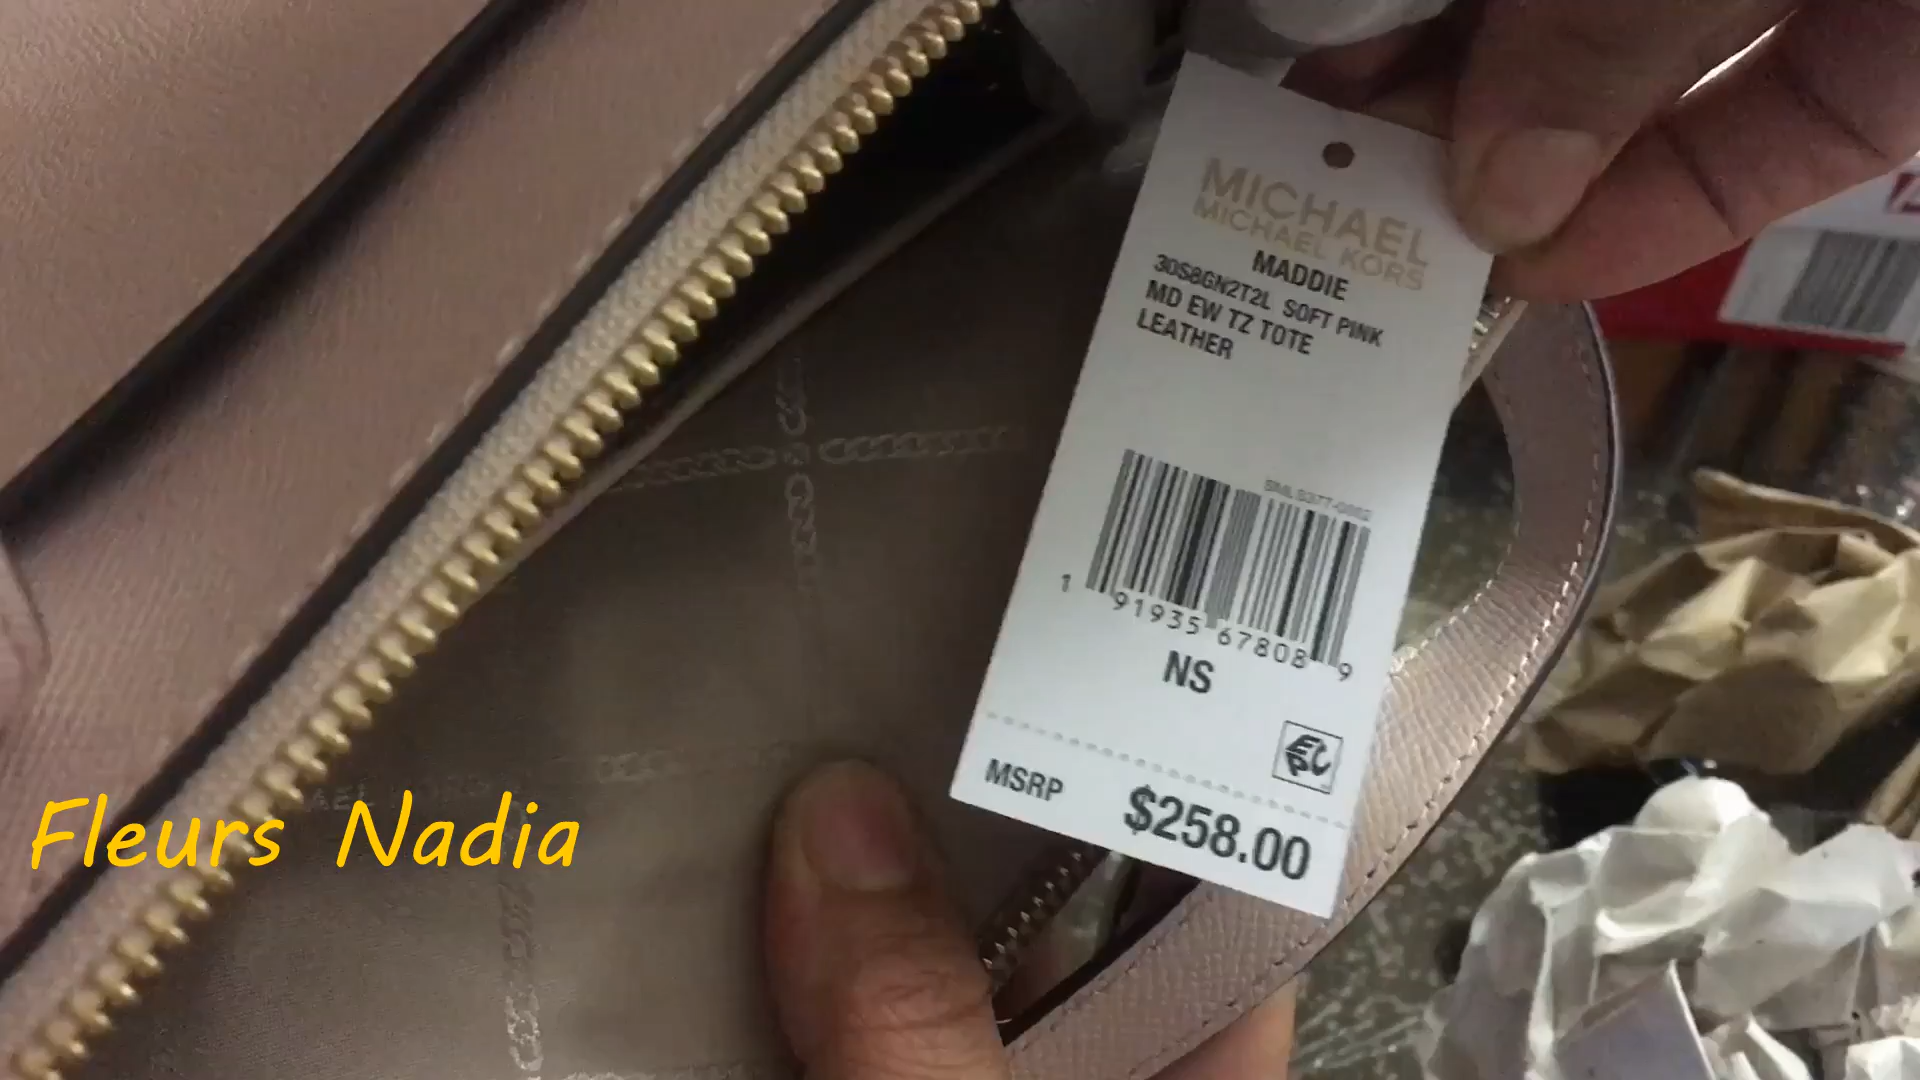 MICHAEL
MICHAEL KORS
MADDIE
30S8GN2T2L SOFT PINK
MD EW TZ TOTE
LEATHER
1 91935 67808 9
NS
MSRP $258.00
Fleurs Nadia